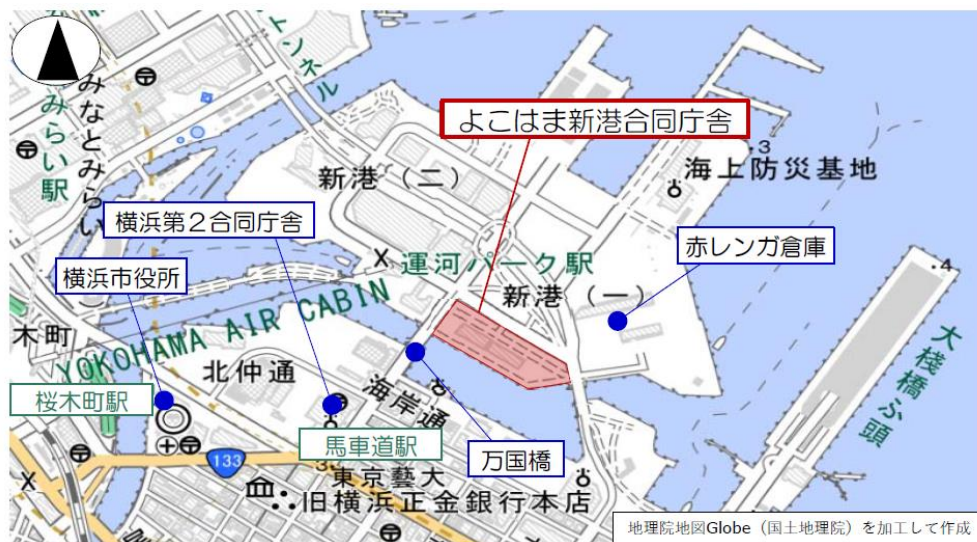 トンネル
みなとみらい
みらい駅
よこはま新港合同庁舎
.3
海上防災基地
新港(二)
横浜第2合同庁舎
赤レンガ倉庫
運河パーク駅
横浜市役所
新港(一)
.4
YOKOHAMA AIR CABIN
木町
大桟橋ふ頭
北仲通
海岸通
桜木町駅
馬車道駅
万国橋
133
東京藝大
旧横浜正金銀行本店
地理院地図Globe(国土地理院)を加工して作成